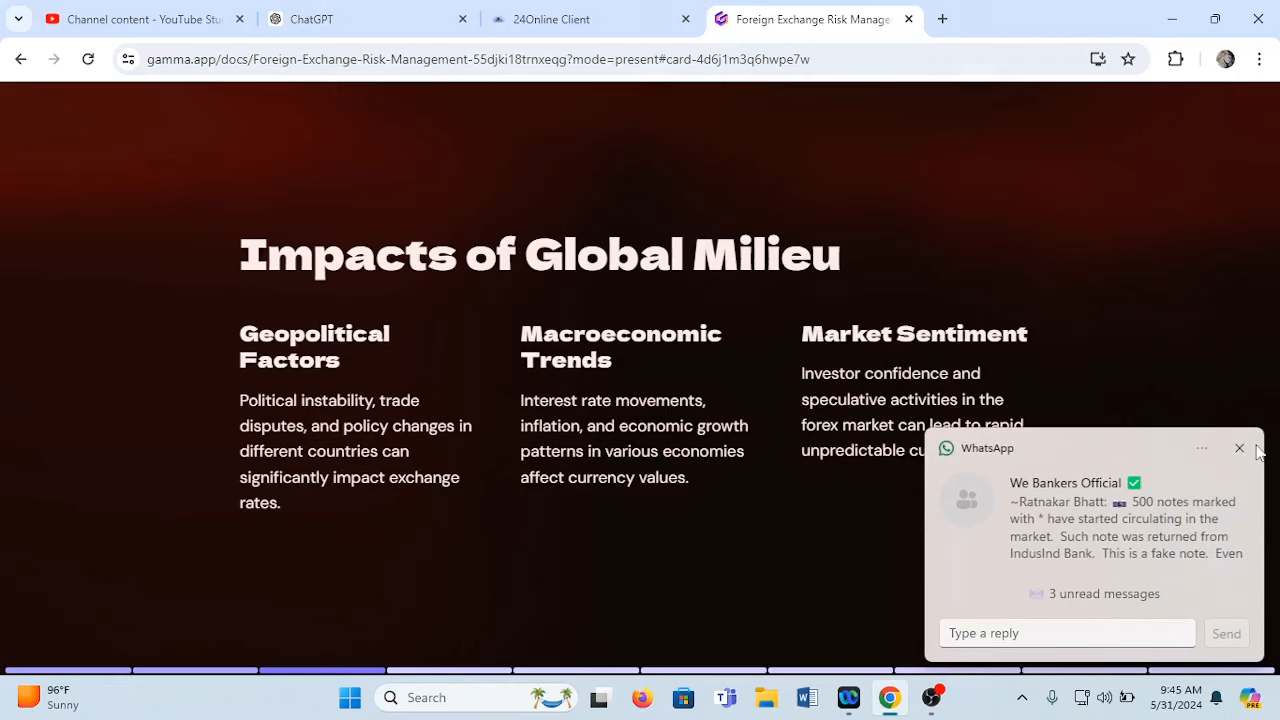 Channel content - YouTube Stu
ChatGPT
24Online Client
Foreign Exchange Risk Manage
gamma.app/docs/Foreign-Exchange-Risk-Management-55djki18trnxeqg?mode=present#card-4d6j1m3q6hwpe7w
Impacts of Global Milieu
Geopolitical
Factors
Political instability, trade
disputes, and policy changes in
different countries can
significantly impact exchange
rates.
Macroeconomic
Trends
Interest rate movements,
inflation, and economic growth
patterns in various economies
affect currency values.
Market Sentiment
Investor confidence and
speculative activities in the
forex market can lead to rapid
unpredictable cu
WhatsApp
We Bankers Official
~Ratnakar Bhatt: 500 notes marked
with * have started circulating in the
market. Such note was returned from
IndusInd Bank. This is a fake note. Even
3 unread messages
Type a reply
Send
96°F
Sunny
Search
9:45 AM
5/31/2024
PRE